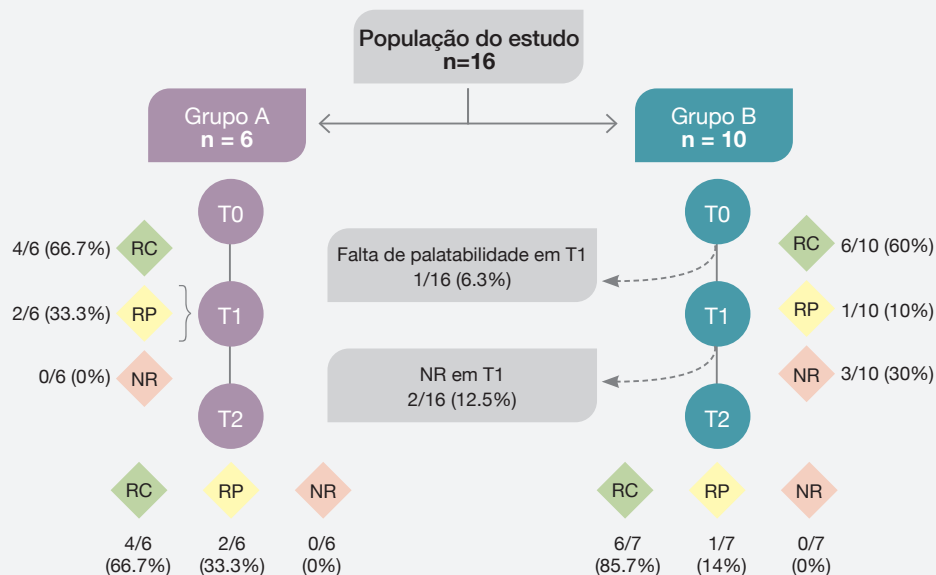 População do estudo
n=16
Grupo A
n = 6
Grupo B
n = 10
T0
4/6 (66.7%)
RC
2/6 (33.3%)
RP
T1
0/6 (0%)
NR
T2
Falta de palatabilidade em T1
1/16 (6.3%)
NR em T1
2/16 (12.5%)
T0
RC
6/10 (60%)
T1
RP
1/10 (10%)
NR
3/10 (30%)
T2
RC
RP
NR
4/6
(66.7%)
2/6
(33.3%)
0/6
(0%)
RC
RP
NR
6/7
(85.7%)
1/7
(14%)
0/7
(0%)